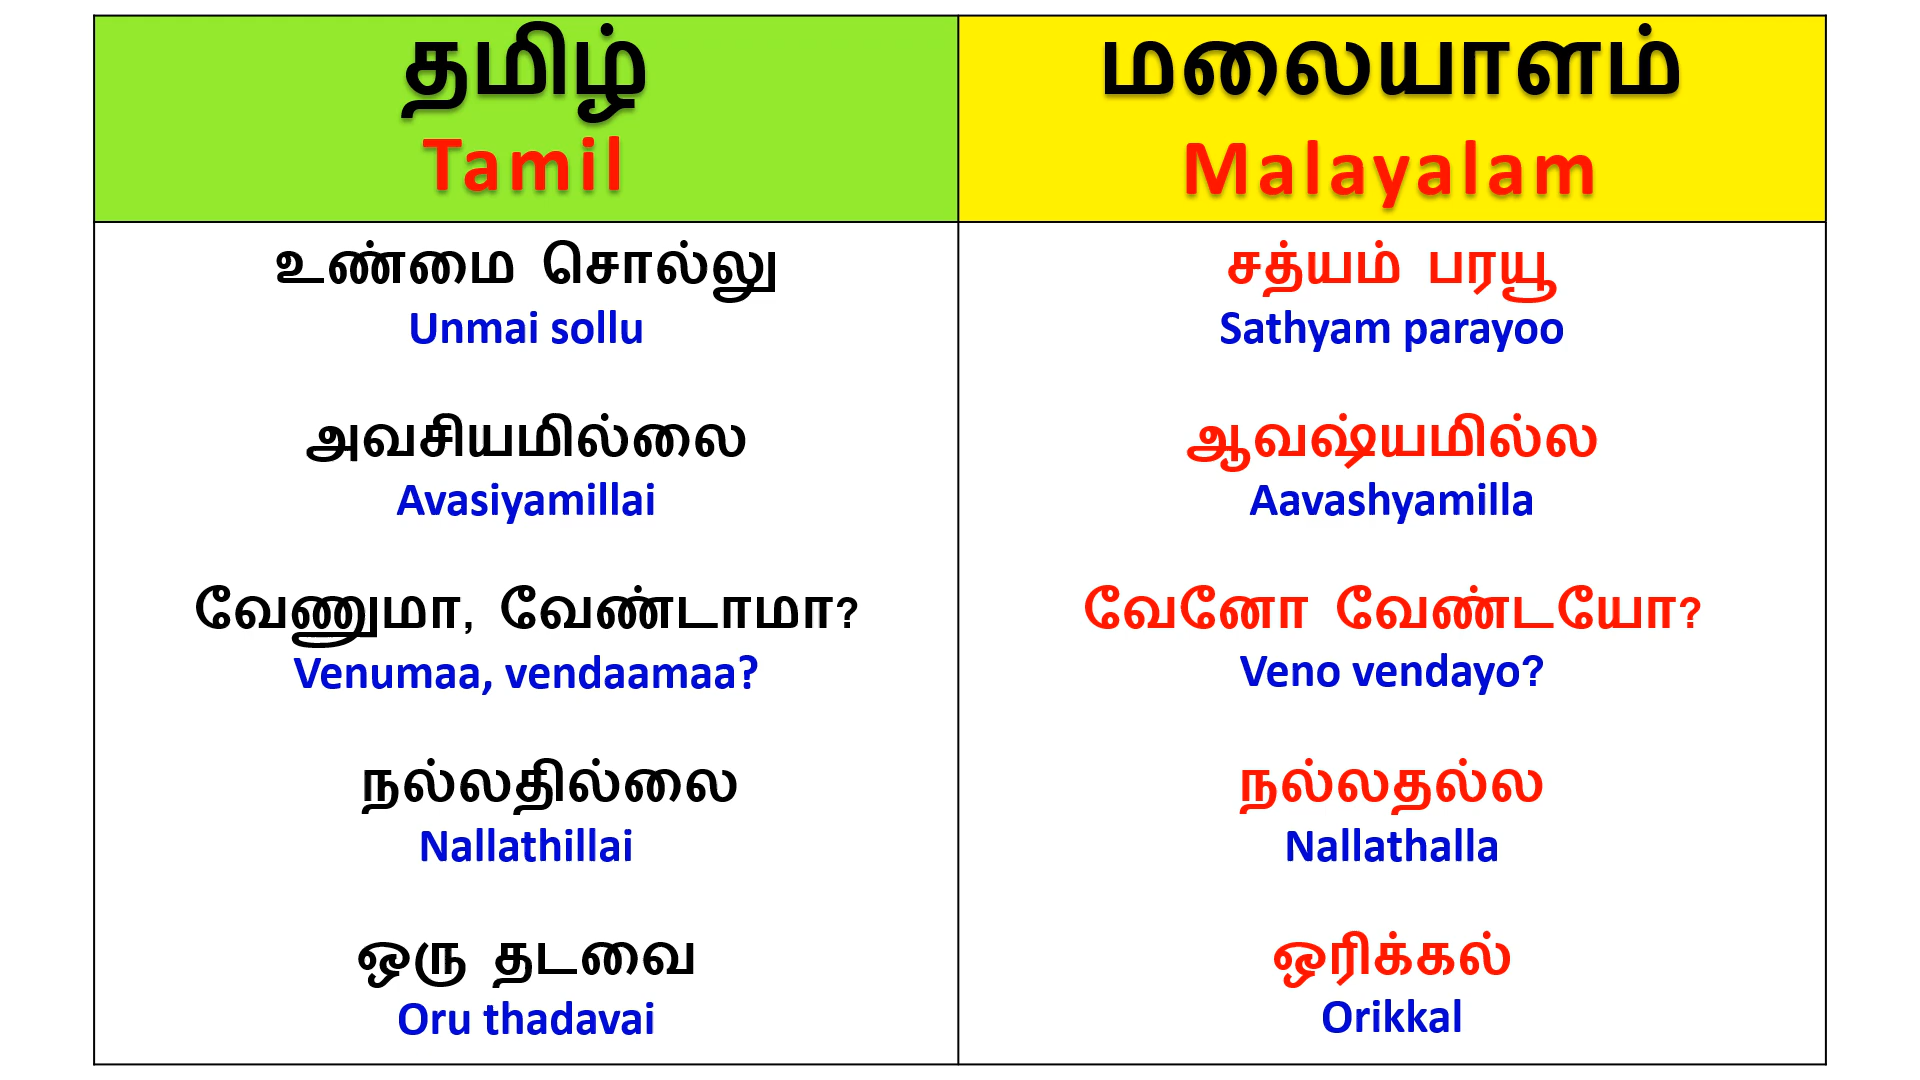 தமிழ்
Tamil
மலையாளம்
Malayalam
உண்மை சொல்லு
Unmai sollu
சத்யம் பரயூ
Sathyam parayoo
அவசியமில்லை
Avasiyamillai
ஆவஷ்யமில்ல
Aavashyamilla
வேணுமா, வேண்டாமா?
Venumaa, vendaamaa?
வேனோ வேண்டயோ?
Veno vendayo?
நல்லதில்லை
Nallathillai
நல்லதல்ல
Nallathalla
ஒரு தடவை
Oru thadavai
ஒரிக்கல்
Orikkal